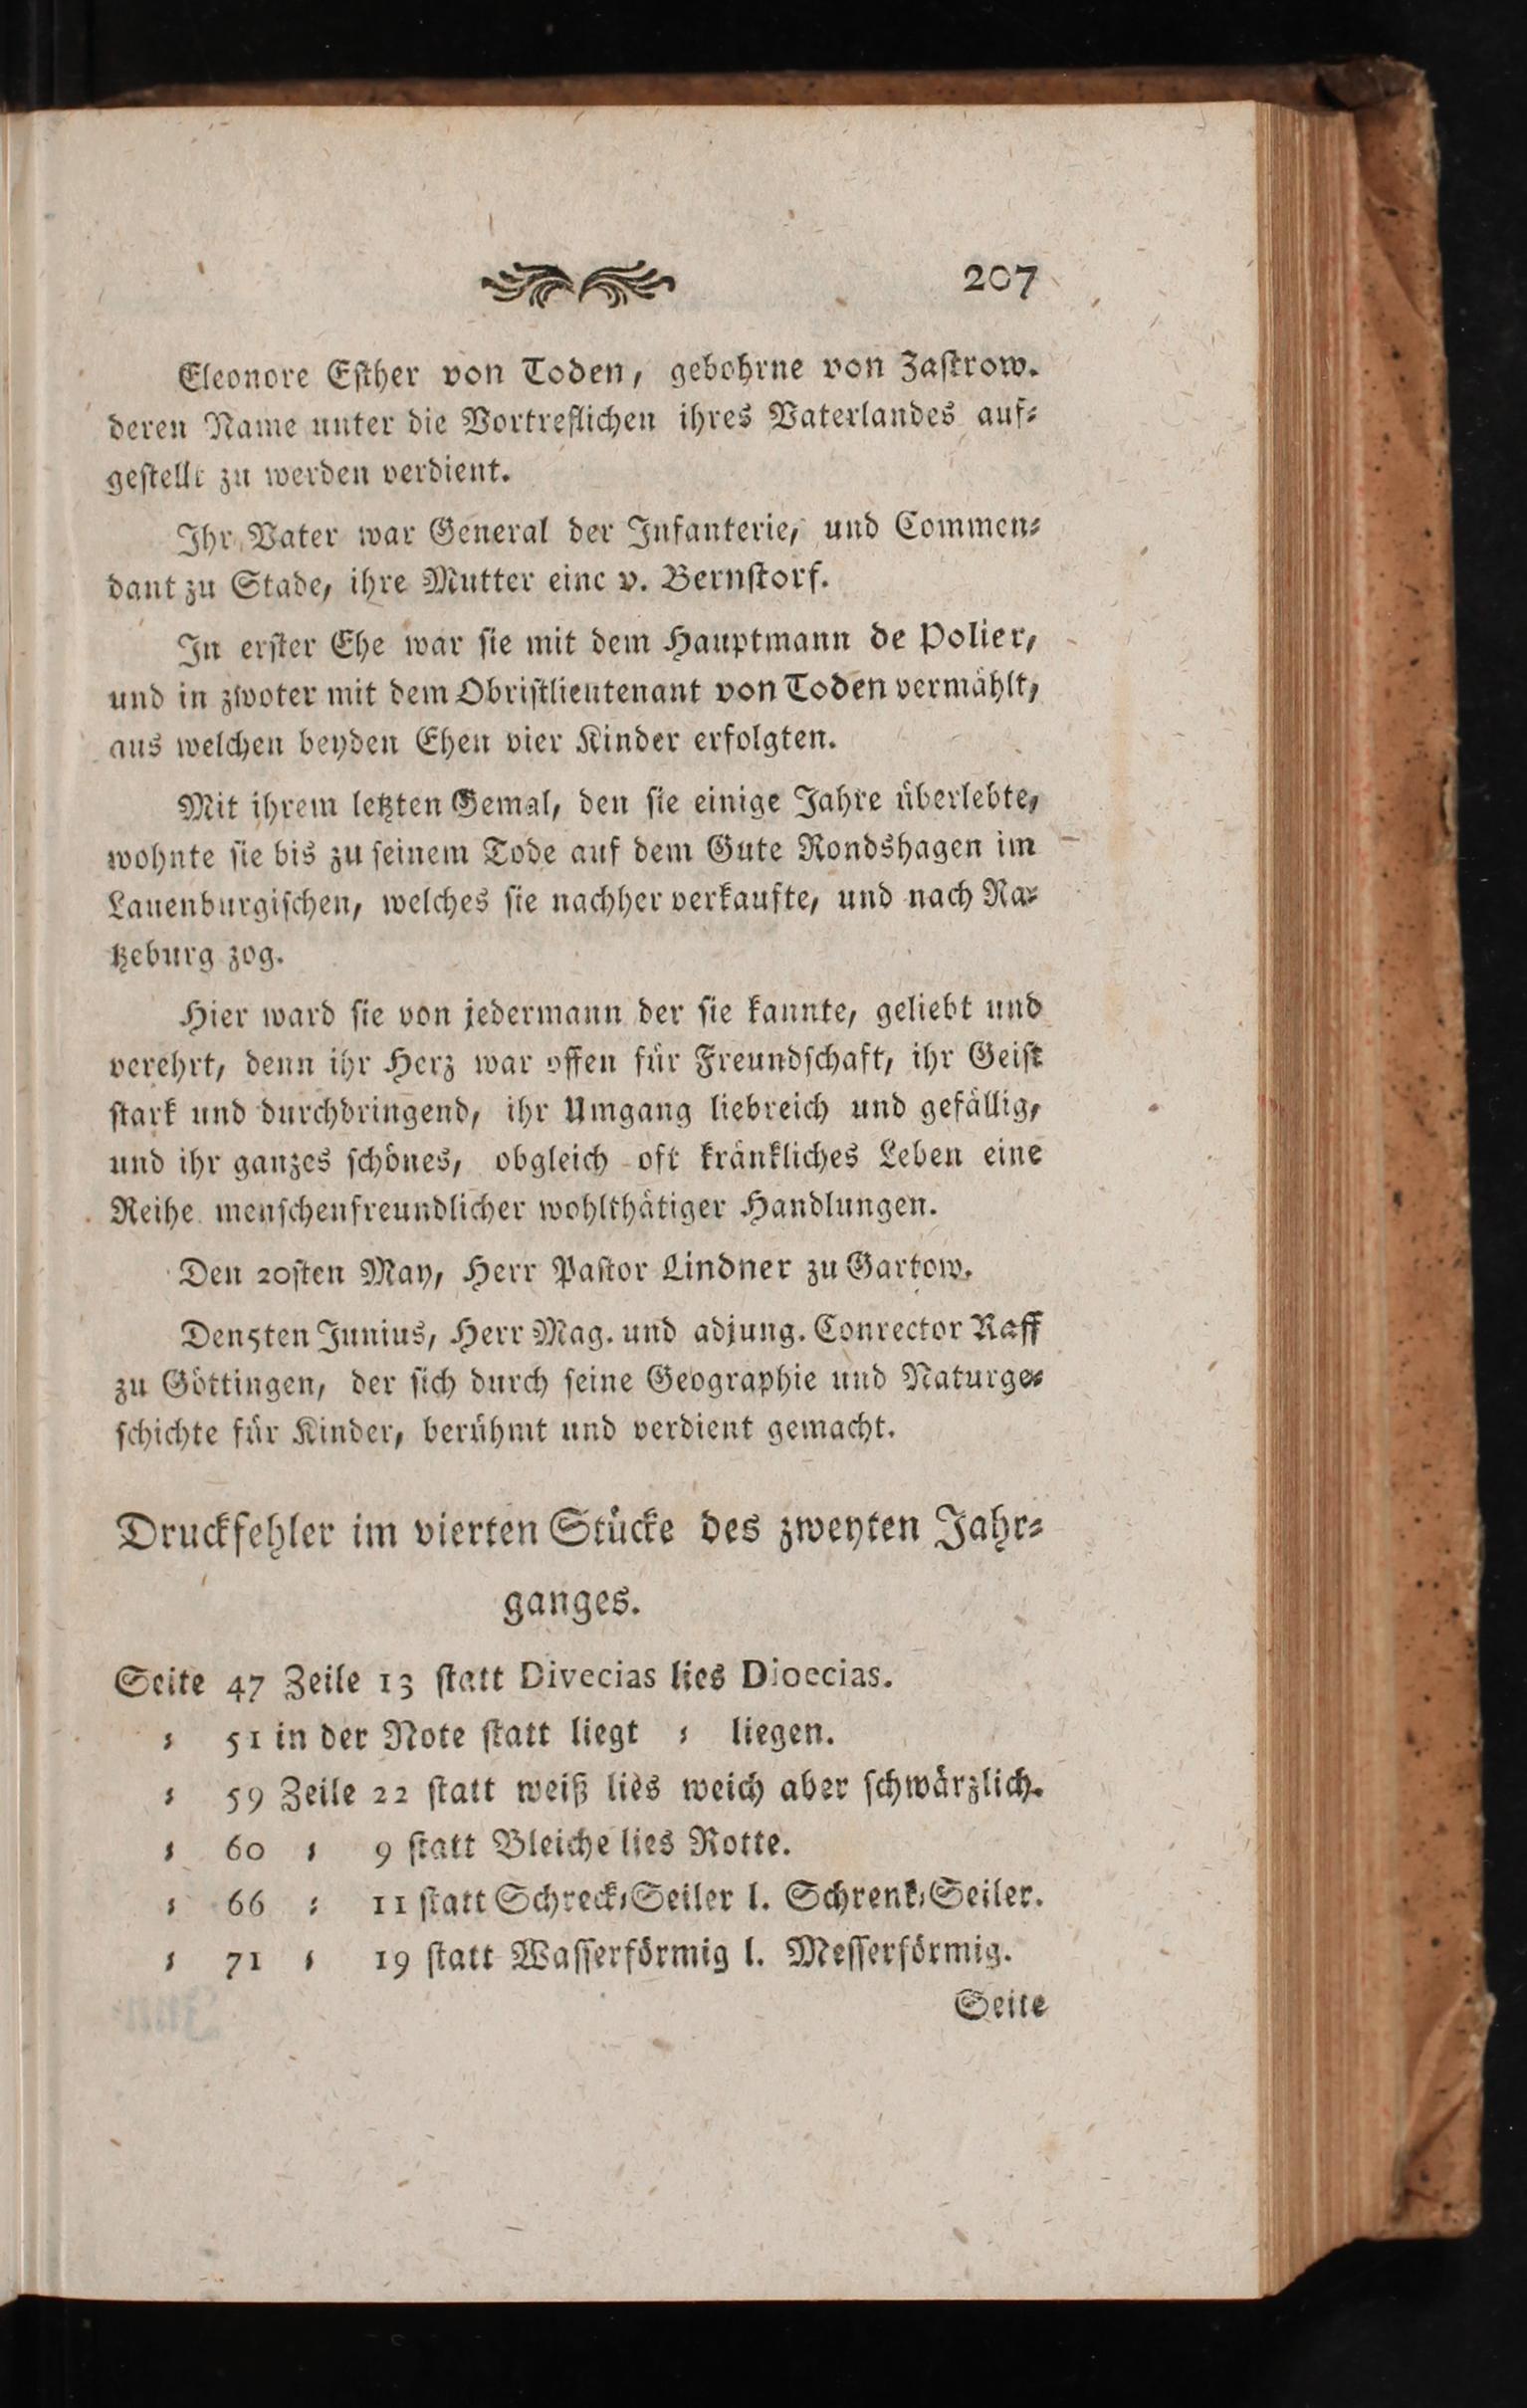 207
Eleonore Esther von Toden, gebohrne von Zastrow.
deren Name unter die Vortreflichen ihres Vaterlandes auf-
gestellt zu werden verdient.
Ihr Vater war General der Infanterie, und Commen-
dant zu Stade, ihre Mutter eine v. Bernstorf.
In erster Ehe war sie mit dem Hauptmann de Polier,
und in zwoter mit dem Obristlieutenant von Toden vermählt,
aus welchen beyden Ehen vier Kinder erfolgten.
Mit ihrem letzten Gemal, den sie einige Jahre überlebte,
wohnte sie bis zu seinem Tode auf dem Gute Rondshagen im
Lauenburgischen, welches sie nachher verkaufte, und nach Ra-
tzeburg zog.
Hier ward sie von jedermann der sie kannte, geliebt und
verehrt, denn ihr Herz war offen für Freundschaft, ihr Geist
stark und durchdringend, ihr Umgang liebreich und gefällig,
und ihr ganzes schönes, obgleich oft kränkliches Leben eine
Reihe menschenfreundlicher wohlthätiger Handlungen.
Den 20sten May, Herr Pastor Lindner zu Gartow.
Den 5ten Junius, Herr Mag. und adjung. Conrector Raff
zu Göttingen, der sich durch seine Geographie und Naturge-
schichte für Kinder, berühmt und verdient gemacht.
Druckfehler im vierten Stücke des zweyten Jahr-
ganges.
Seite 47 Zeile 13 statt Divecias lies Dioecias.
- 51 in der Note statt liegt - liegen.
- 59 Zeile 22 statt weiß lies weich aber schwärzlich.
- 60 - 9 statt Bleiche lies Rotte.
- 66 - 11 statt Schreck-Seiler l. Schrenk-Seiler.
- 71 - 19 statt Wasserförmig l. Messerförmig.
Seite